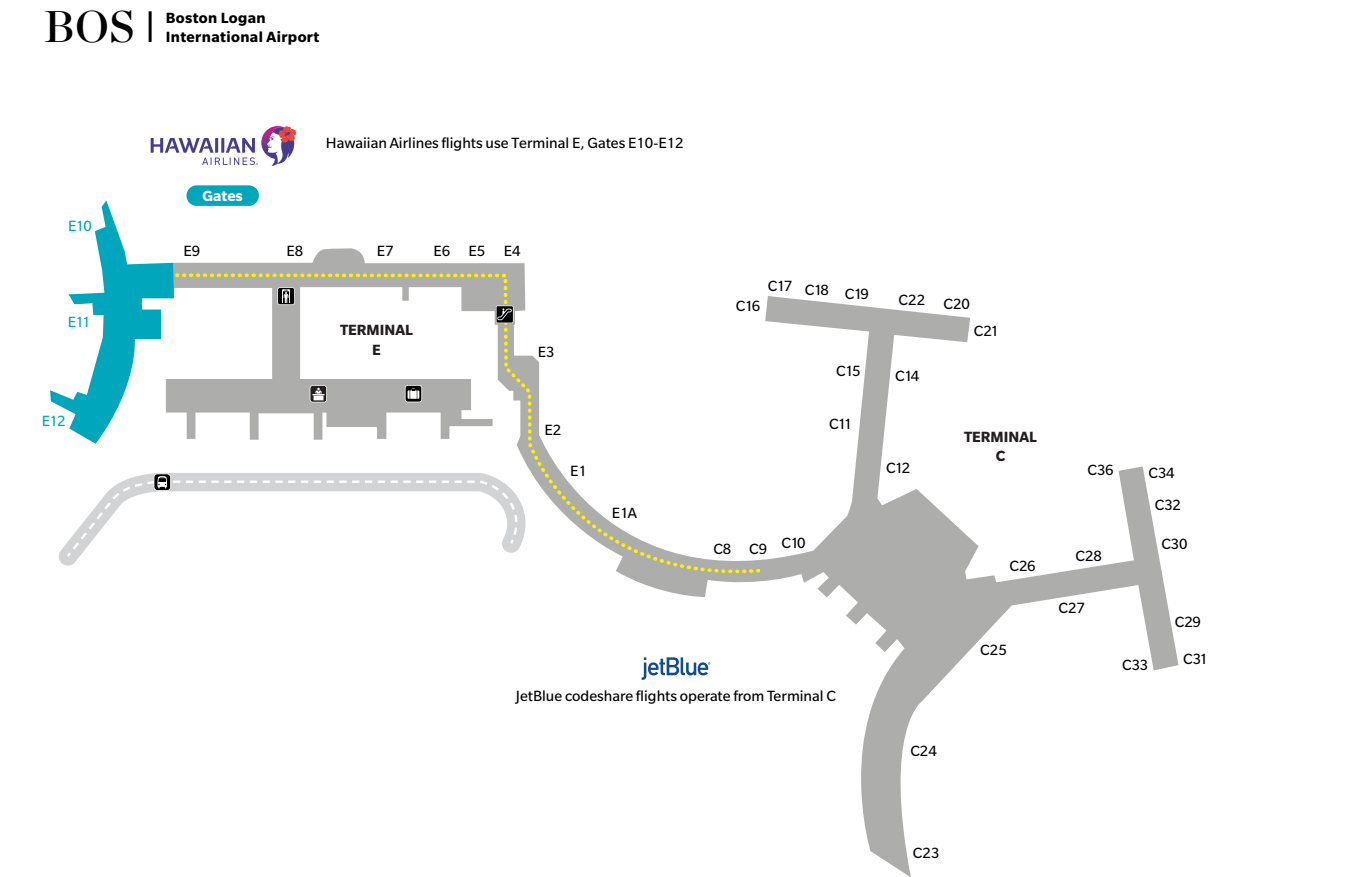 BOS
Boston Logan
International Airport
HAWAIIAN
AIRLINES.
Hawaiian Airlines flights use Terminal E, Gates E10-E12
Gates
E10
E11
E12
E9
E8
E7
E6
E5
E4
TERMINAL
E
E3
E2
E1
E1A
C8
C9
C10
C16
C17
C18
C19
C22
C20
C21
C15
C14
C11
C12
TERMINAL
C
C36
C34
C32
C30
C28
C26
C27
C29
C31
C33
C25
C24
C23
jetBlue
JetBlue codeshare flights operate from Terminal C